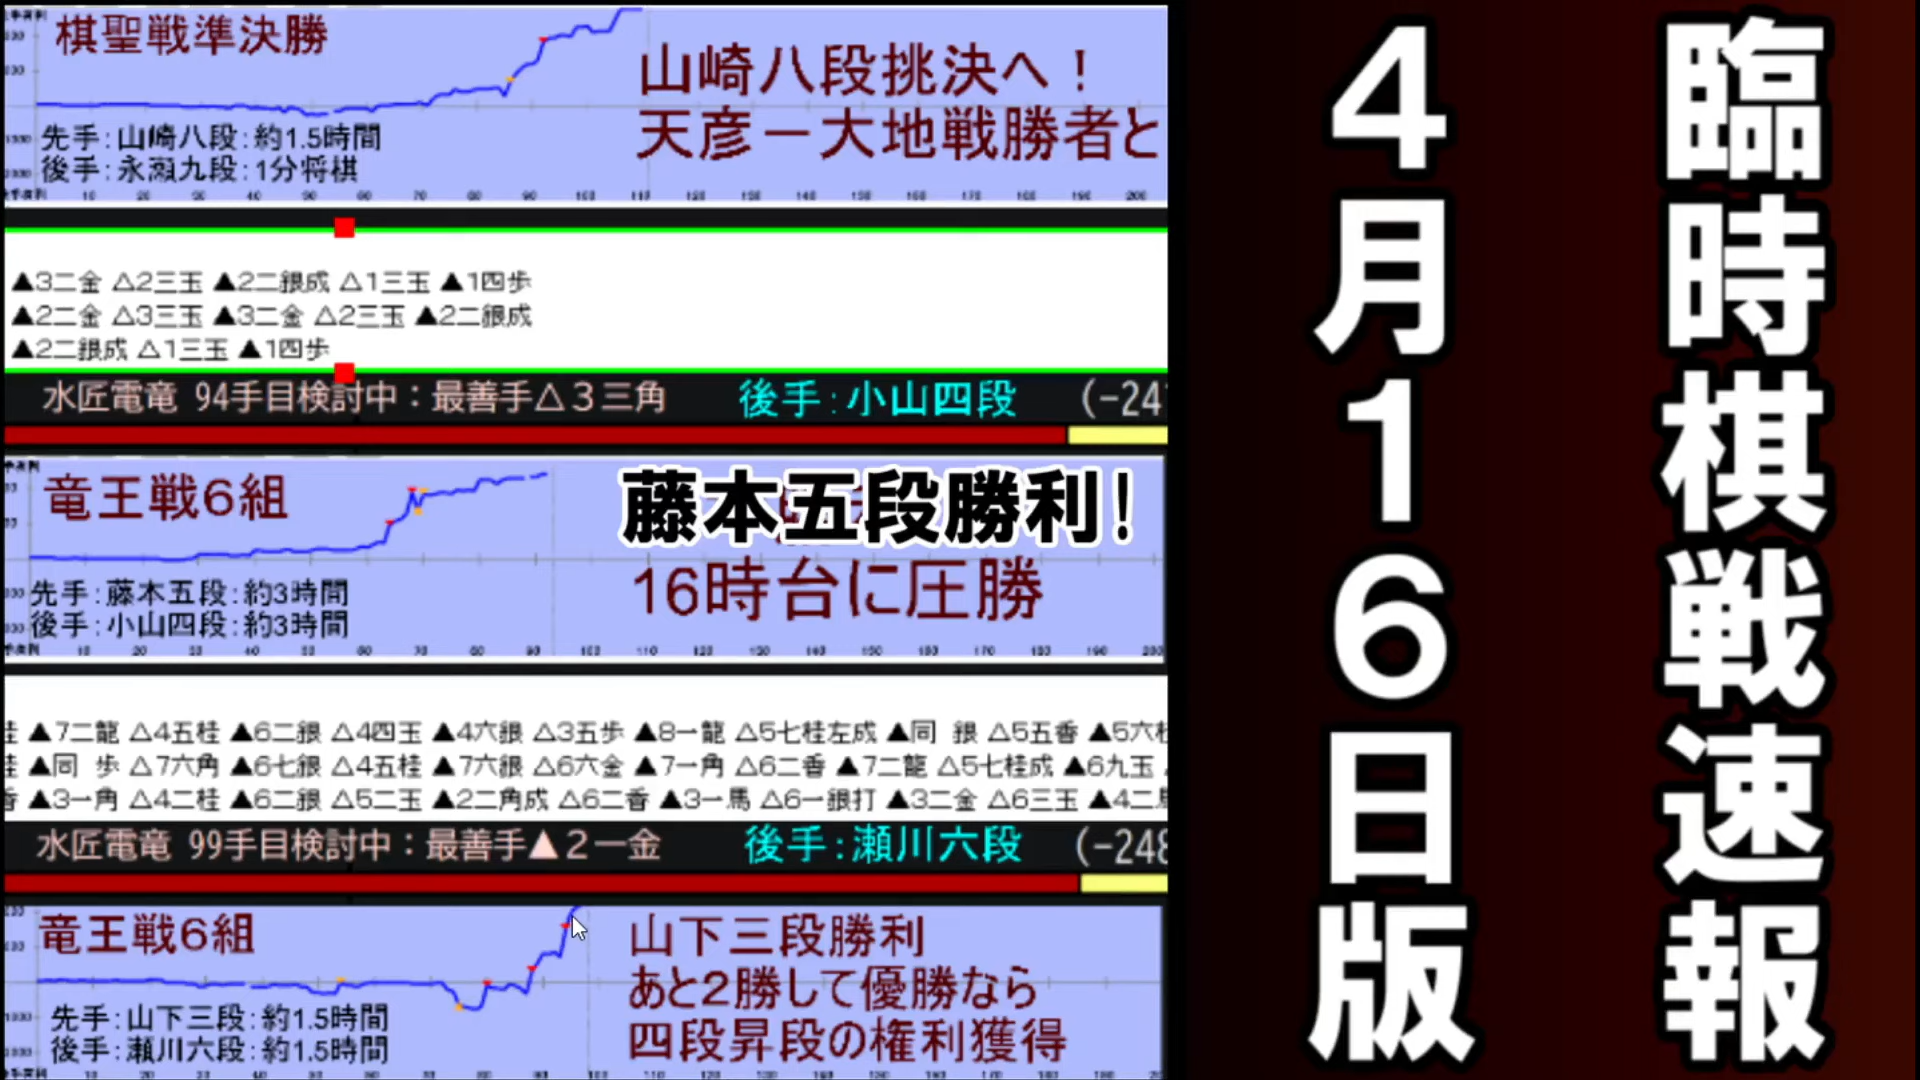 臨時棋戦速報
4月16日版
棋聖戦準決勝
山崎八段挑決へ！
天彦－大地戦勝者と
先手:山崎八段:約1.5時間
後手:永瀬九段:1分将棋
▲3二金 △2三玉 ▲2二銀成 △1三玉 ▲1四歩
▲2二金 △3三玉 ▲3二金 △2三玉 ▲2二銀成
▲2二銀成 △1三玉 ▲1四歩
水匠電竜 94手目検討中：最善手△３三角 後手:小山四段 (-24
竜王戦6組
藤本五段勝利！
16時台に圧勝
先手:藤本五段:約3時間
後手:小山四段:約3時間
▲7二龍 △4五桂 ▲6二銀 △4四玉 ▲4六銀 △3五歩 ▲8一龍 △5七桂左成 ▲同 銀 △5五香 ▲5六
▲同 歩 △7六角 ▲6七銀 △4五桂 ▲7六銀 △6六金 ▲7一角 △6二香 ▲7二龍 △5七桂成 ▲6九玉
▲3一角 △4二桂 ▲6二銀 △5二玉 ▲2二角成 △6二香 ▲3一馬 △6一銀打 ▲3二金 △6三玉 ▲4二
水匠電竜 99手目検討中：最善手▲２一金 後手:瀬川六段 (-248
竜王戦6組
山下三段勝利
あと2勝して優勝なら
四段昇段の権利獲得
先手:山下三段:約1.5時間
後手:瀬川六段:約1.5時間